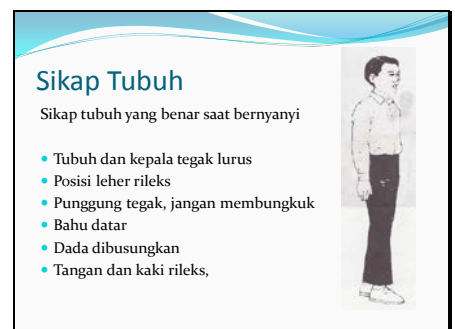 Sikap Tubuh
Sikap tubuh yang benar saat bernyanyi
• Tubuh dan kepala tegak lurus
• Posisi leher rileks
• Punggung tegak, jangan membungkuk
• Bahu datar
• Dada dibusungkan
• Tangan dan kaki rileks,